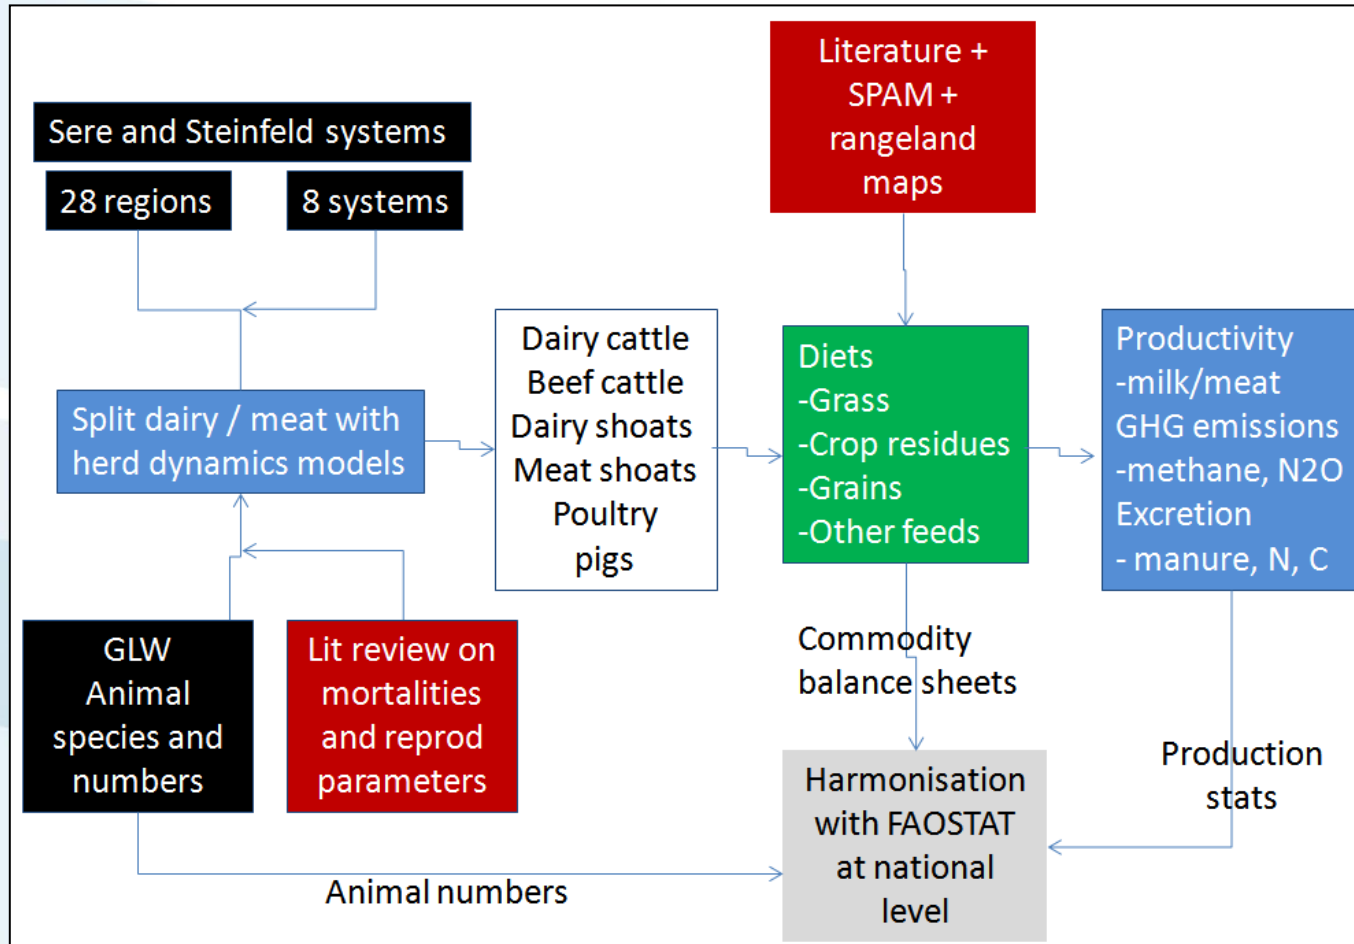 Sere and Steinfeld systems
28 regions
8 systems
Literature +
SPAM +
rangeland
maps
Split dairy / meat with
herd dynamics models
Dairy cattle
Beef cattle
Dairy shoats
Meat shoats
Poultry
pigs
Diets
-Grass
-Crop residues
-Grains
-Other feeds
Productivity
-milk/meat
GHG emissions
-methane, N2O
Excretion
- manure, N, C
GLW
Animal
species and
numbers
Lit review on
mortalities
and reprod
parameters
Commodity
balance sheets
Production
stats
Harmonisation
with FAOSTAT
at national
level
Animal numbers